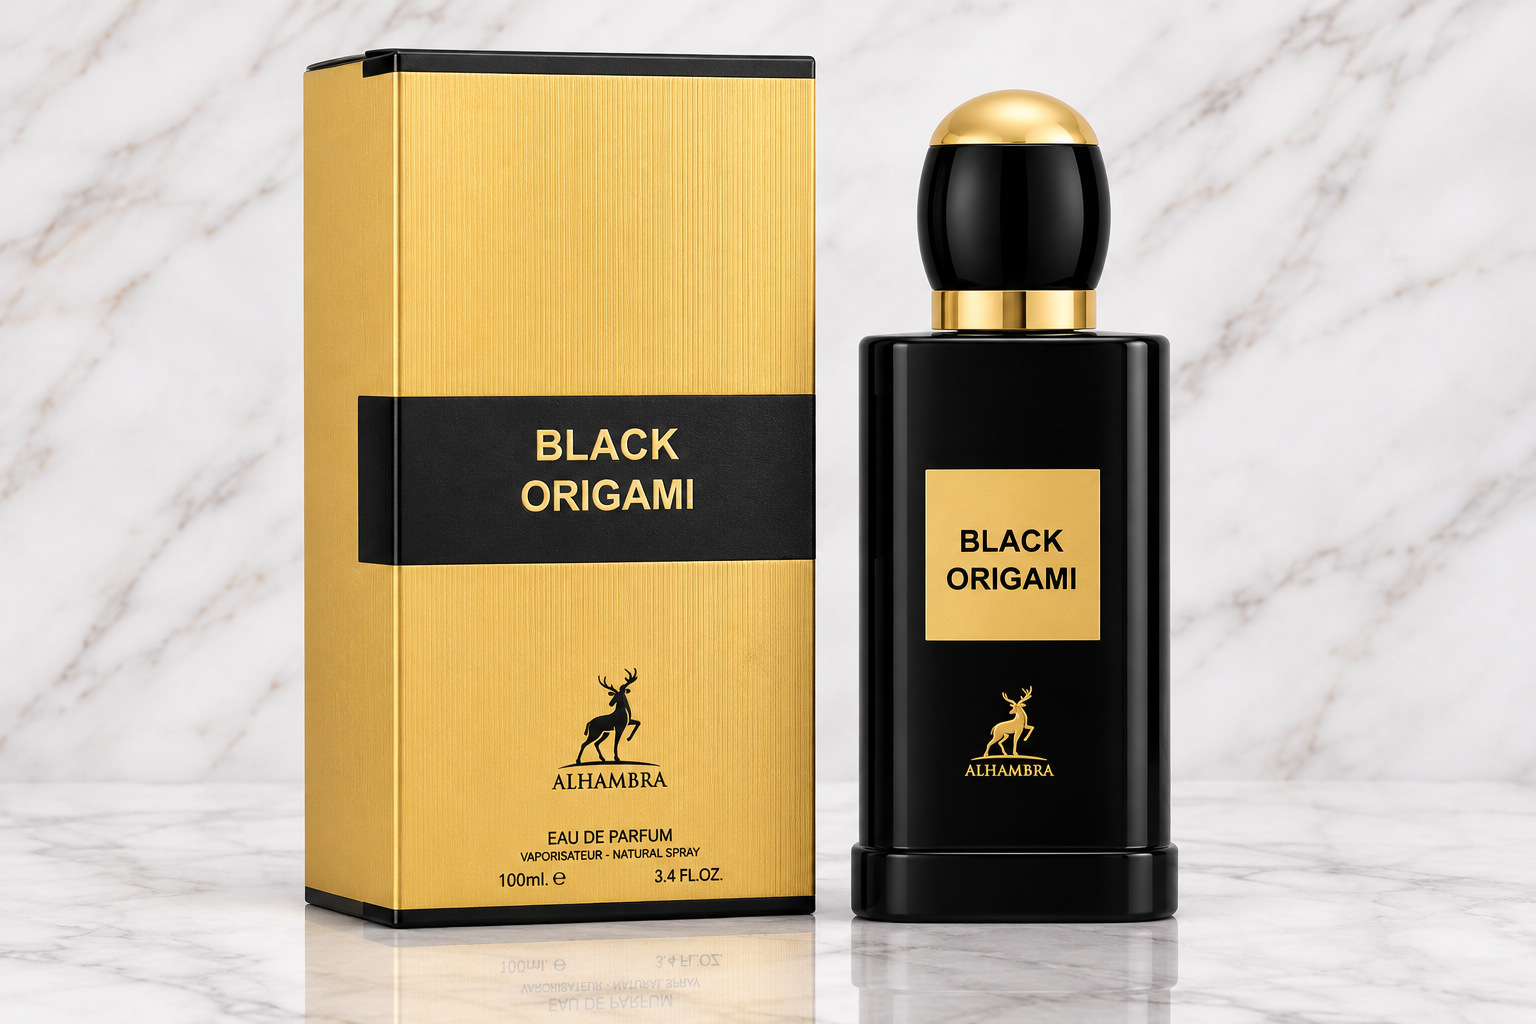 BLACK
ORIGAMI
ALHAMBRA
EAU DE PARFUM
VAPORISATEUR - NATURAL SPRAY
100ml. ℮ 3.4 FL.OZ.
BLACK
ORIGAMI
ALHAMBRA